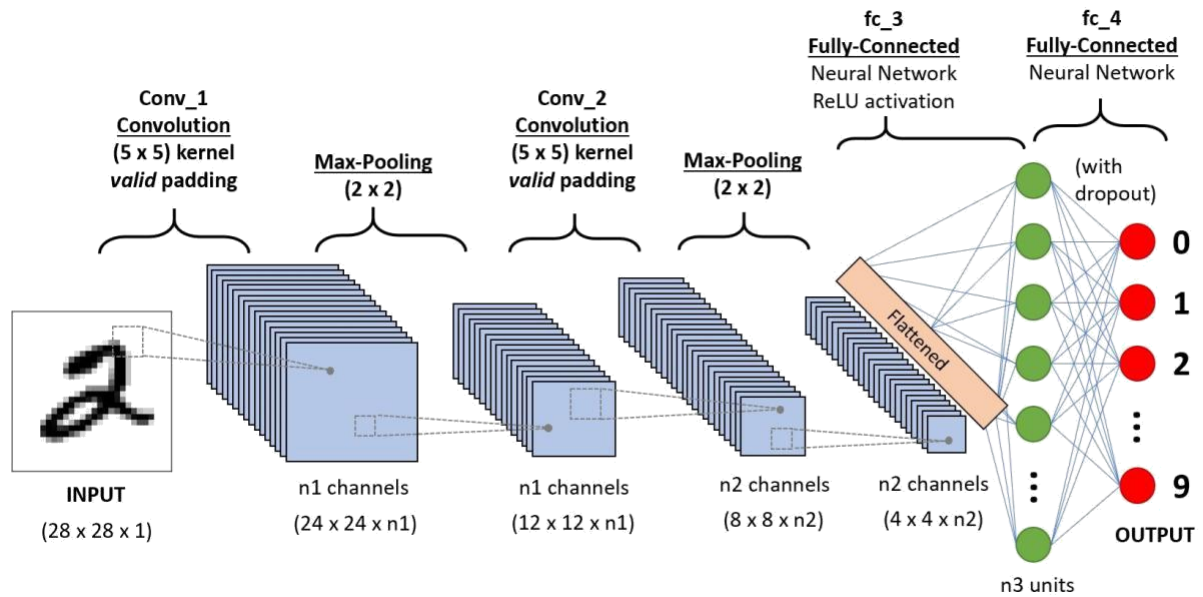 Conv_1
Convolution
(5 x 5) kernel
valid padding
Max-Pooling
(2 x 2)
Conv_2
Convolution
(5 x 5) kernel
valid padding
Max-Pooling
(2 x 2)
fc_3
Fully-Connected
Neural Network
ReLU activation
fc_4
Fully-Connected
Neural Network
(with
dropout)
Flattened
0
1
2
9
OUTPUT
INPUT
(28 x 28 x 1)
n1 channels
(24 x 24 x n1)
n1 channels
(12 x 12 x n1)
n2 channels
(8 x 8 x n2)
n2 channels
(4 x 4 x n2)
n3 units